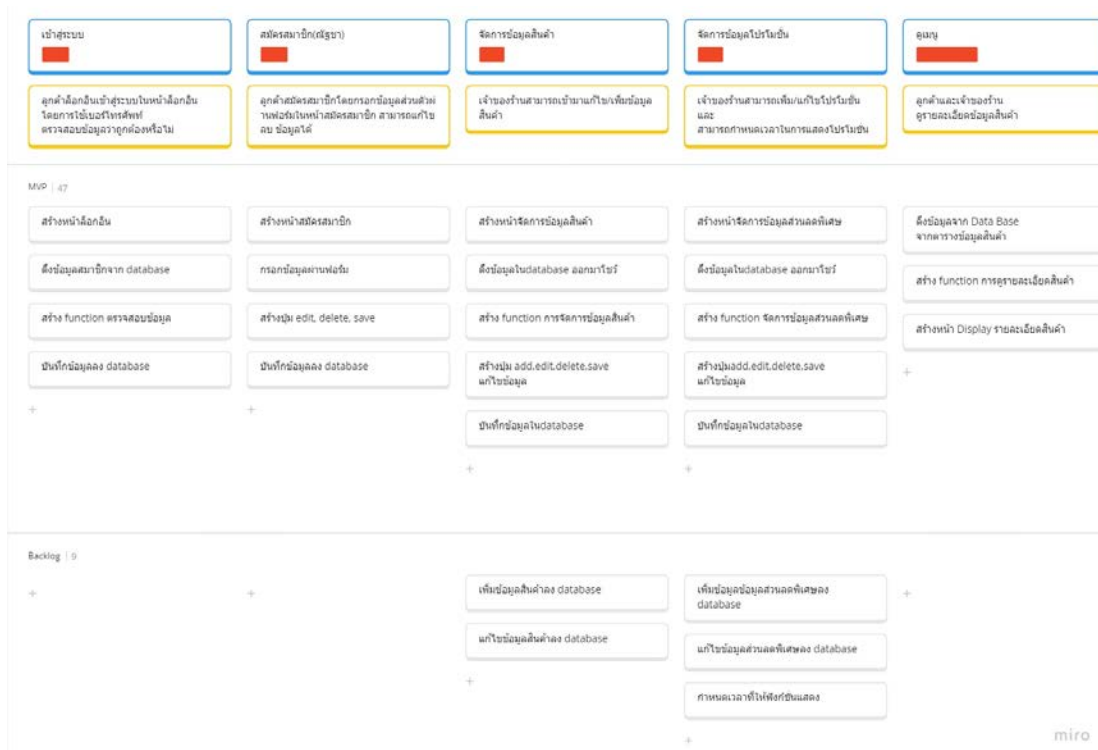 เข้าสู่ระบบ
สมัครสมาชิก(ณัฐชา)
จัดการข้อมูลสินค้า
จัดการข้อมูลโปรโมชั่น
ดูเมนู
ลูกค้าล็อกอินเข้าสู่ระบบในหน้าล็อกอิน
โดยการใช้เบอร์โทรศัพท์
ตรวจสอบข้อมูลว่าถูกต้องหรือไม่
ลูกค้าสมัครสมาชิกโดยกรอกข้อมูลส่วนตัวผ่
านฟอร์มในหน้าสมัครสมาชิก สามารถแก้ไข
ลบ ข้อมูลได้
เจ้าของร้านสามารถเข้ามาแก้ไข/เพิ่มข้อมูล
สินค้า
เจ้าของร้านสามารถเพิ่ม/แก้ไขโปรโมชั่น
และ
สามารถกำหนดเวลาในการแสดงโปรโมชั่น
ลูกค้าและเจ้าของร้าน
ดูรายละเอียดข้อมูลสินค้า
MVP | 47
สร้างหน้าล็อกอิน
สร้างหน้าสมัครสมาชิก
สร้างหน้าจัดการข้อมูลสินค้า
สร้างหน้าจัดการข้อมูลส่วนลดพิเศษ
ดึงข้อมูลจาก Data Base
จากตารางข้อมูลสินค้า
ดึงข้อมูลสมาชิกจาก database
กรอกข้อมูลผ่านฟอร์ม
ดึงข้อมูลในdatabase ออกมาโชว์
ดึงข้อมูลในdatabase ออกมาโชว์
สร้าง function การดูรายละเอียดสินค้า
สร้าง function ตรวจสอบข้อมูล
สร้างปุ่ม edit, delete, save
สร้าง function การจัดการข้อมูลสินค้า
สร้าง function จัดการข้อมูลส่วนลดพิเศษ
สร้างหน้า Display รายละเอียดสินค้า
บันทึกข้อมูลลง database
บันทึกข้อมูลลง database
สร้างปุ่ม add.edit.delete.save
แก้ไขข้อมูล
สร้างปุ่มadd.edit.delete.save
แก้ไขข้อมูล
บันทึกข้อมูลในdatabase
บันทึกข้อมูลในdatabase
Backlog | 9
เพิ่มข้อมูลสินค้าลง database
เพิ่มข้อมูลข้อมูลส่วนลดพิเศษลง
database
แก้ไขข้อมูลสินค้าลง database
แก้ไขข้อมูลส่วนลดพิเศษลง database
กำหนดเวลาที่ให้ฟังก์ชันแสดง
miro